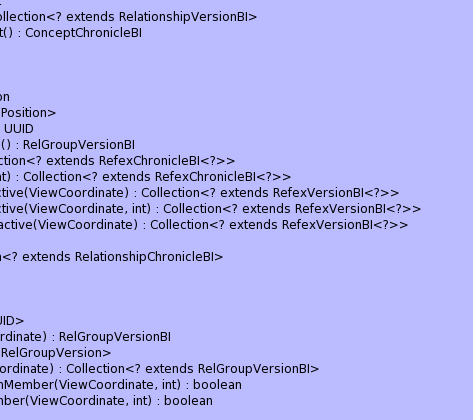 ollection<? extends RelationshipVersionBI>
t() : ConceptChronicleBI
on
Position>
UUID
() : RelGroupVersionBI
ction<? extends RefexChronicleBI<?>>
nt) : Collection<? extends RefexChronicleBI<?>>
ctive(ViewCoordinate) : Collection<? extends RefexVersionBI<?>>
ctive(ViewCoordinate, int) : Collection<? extends RefexVersionBI<?>>
active(ViewCoordinate) : Collection<? extends RefexVersionBI<?>>
n<? extends RelationshipChronicleBI>
UID>
rdinate) : RelGroupVersionBI
RelGroupVersion>
ordinate) : Collection<? extends RelGroupVersionBI>
nMember(ViewCoordinate, int) : boolean
mber(ViewCoordinate, int) : boolean